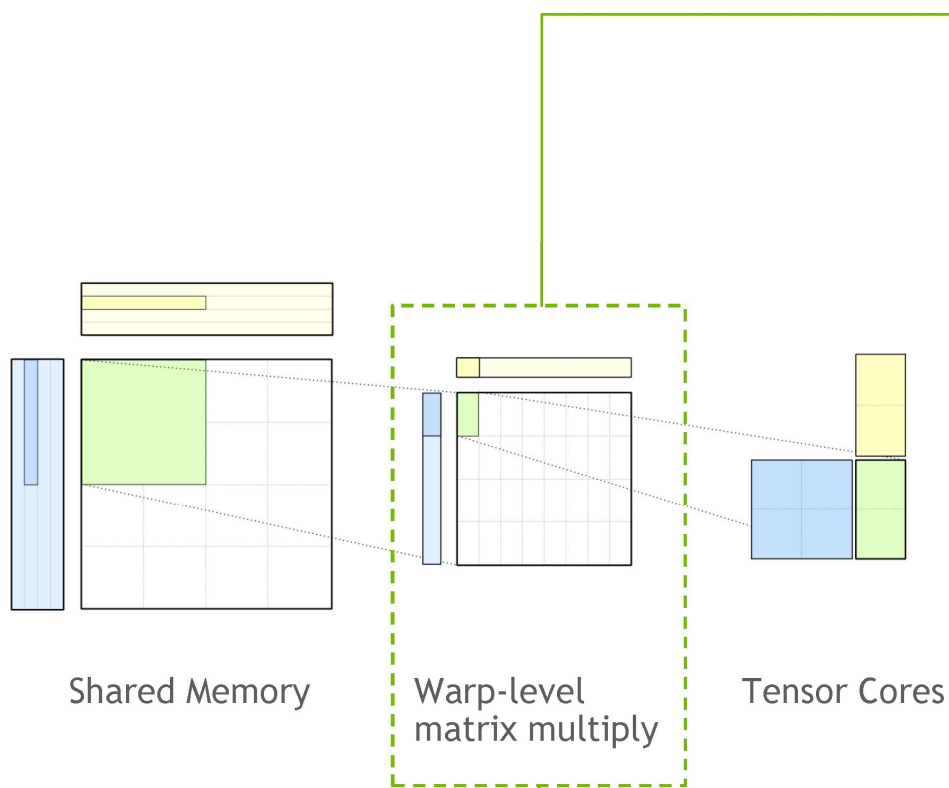 Shared Memory
Warp-level
matrix multiply
Tensor Cores